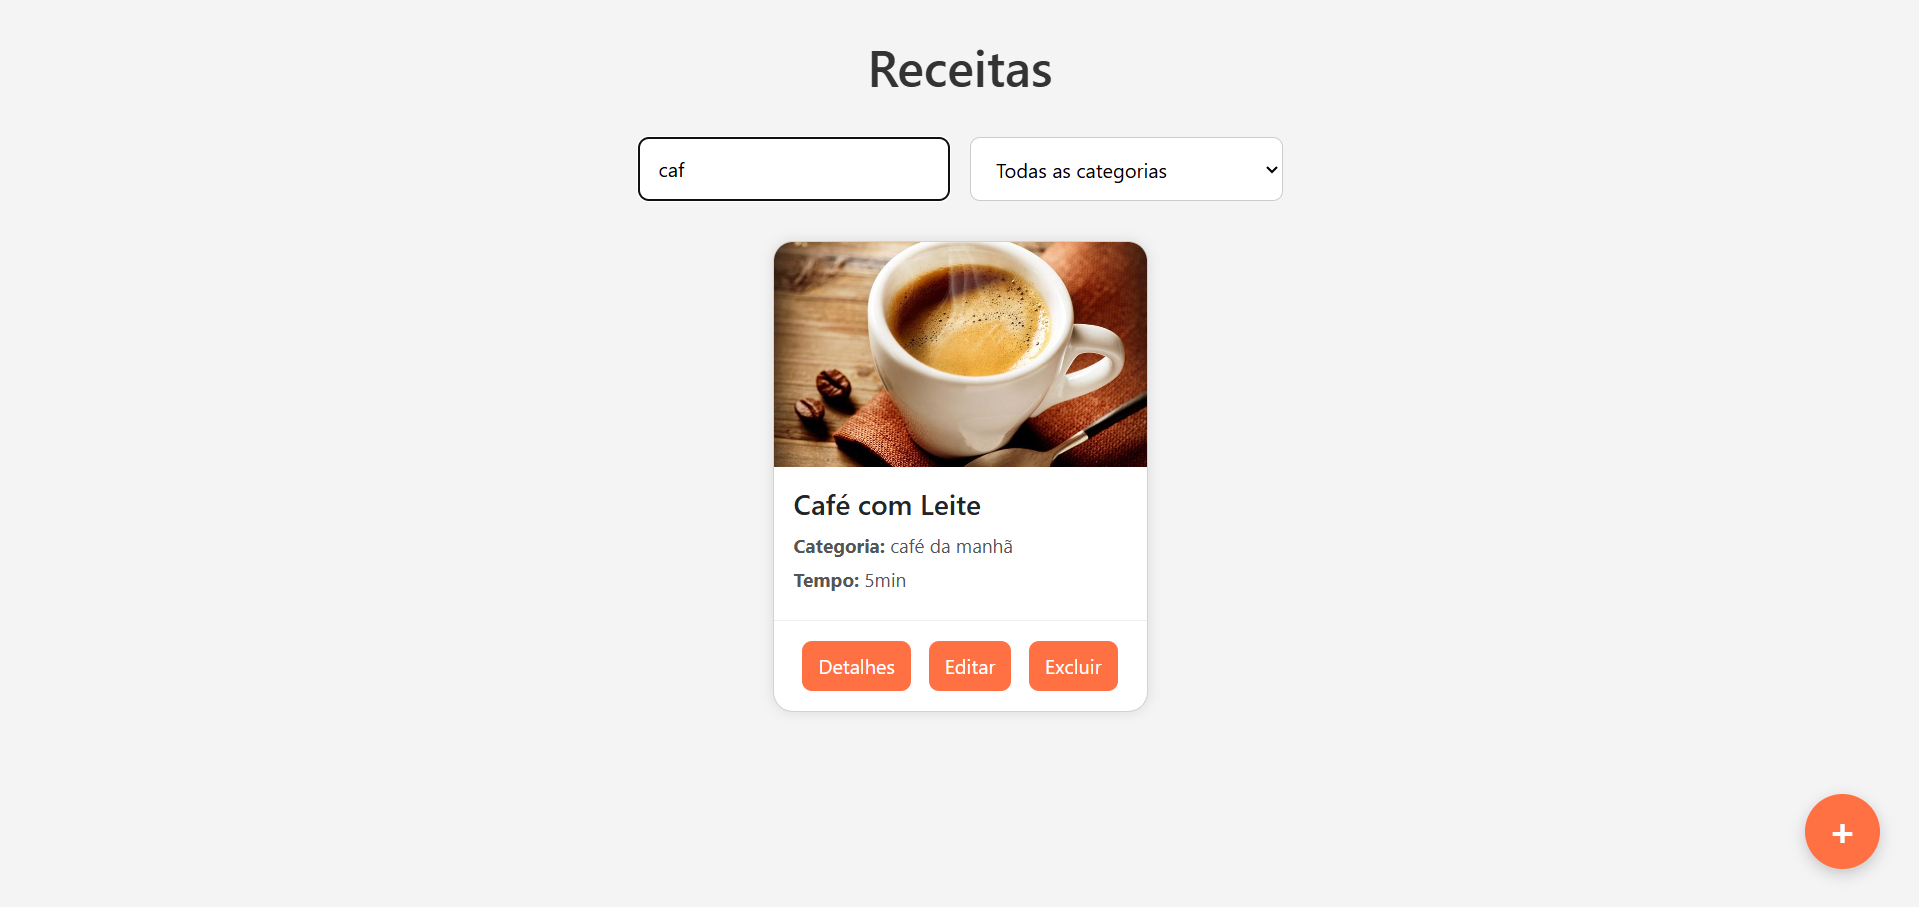 Receitas
caf
Todas as categorias
Café com Leite
Categoria: café da manhã
Tempo: 5min
Detalhes Editar Excluir
+